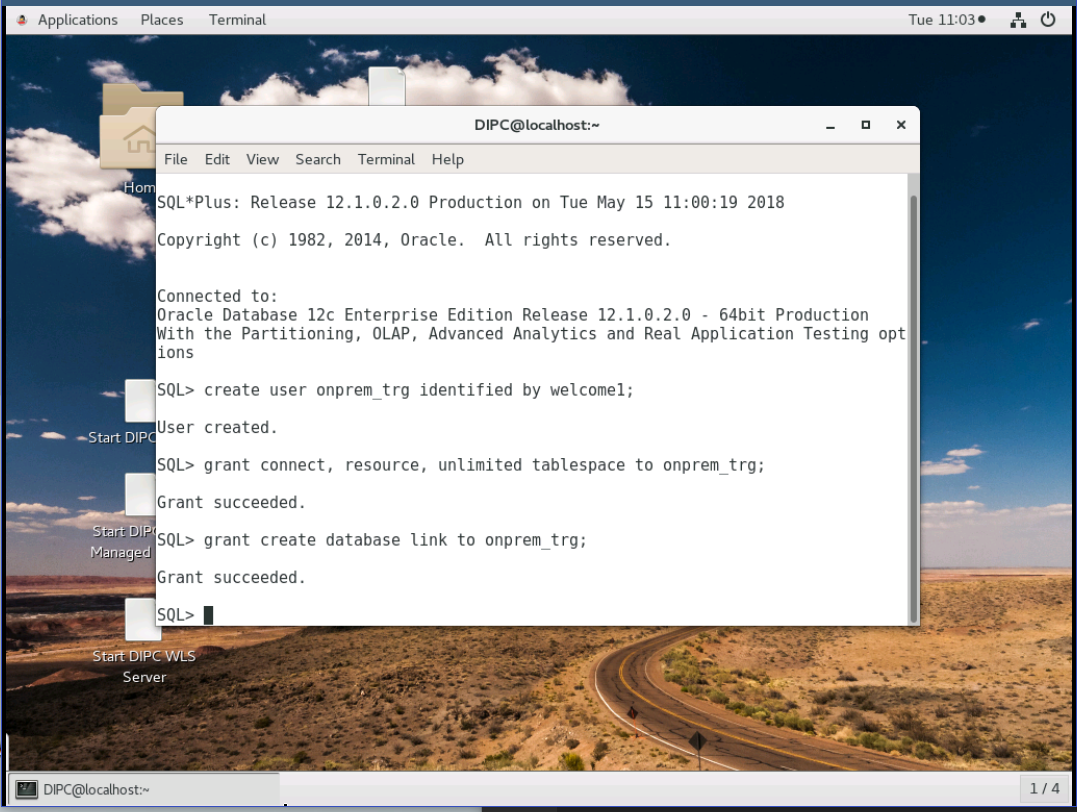 Applications Places Terminal Tue 11:03
DIPC@localhost:~
File Edit View Search Terminal Help
Hom
SQL*Plus: Release 12.1.0.2.0 Production on Tue May 15 11:00:19 2018
Copyright (c) 1982, 2014, Oracle.  All rights reserved.
Connected to:
Oracle Database 12c Enterprise Edition Release 12.1.0.2.0 - 64bit Production
With the Partitioning, OLAP, Advanced Analytics and Real Application Testing opt
ions
SQL> create user onprem_trg identified by welcome1;
User created.
Start DIPC
SQL> grant connect, resource, unlimited tablespace to onprem_trg;
Grant succeeded.
Start DIP
Managed
SQL> grant create database link to onprem_trg;
Grant succeeded.
SQL>
Start DIPC WLS
Server
DIPC@localhost:~
1 / 4